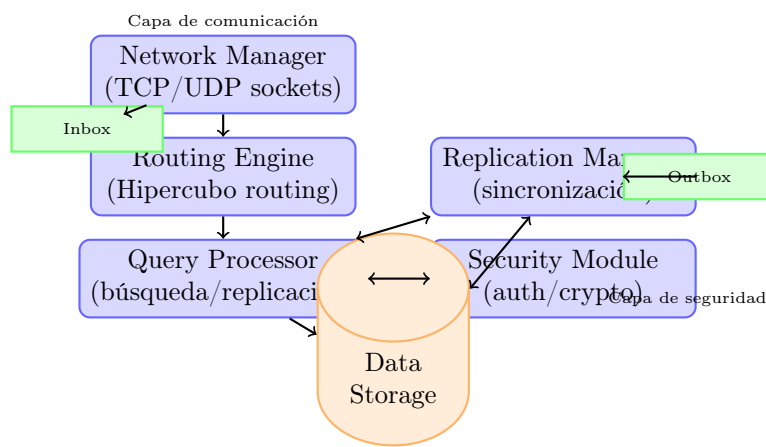 Capa de comunicación
Network Manager
(TCP/UDP sockets)
Inbox
Routing Engine
(Hipercubo routing)
Replication Ma
(sincronizació
Outbox
Query Processor
(búsqueda/replicaci
Security Module
(auth/crypto)
Capa de seguridad
Data
Storage